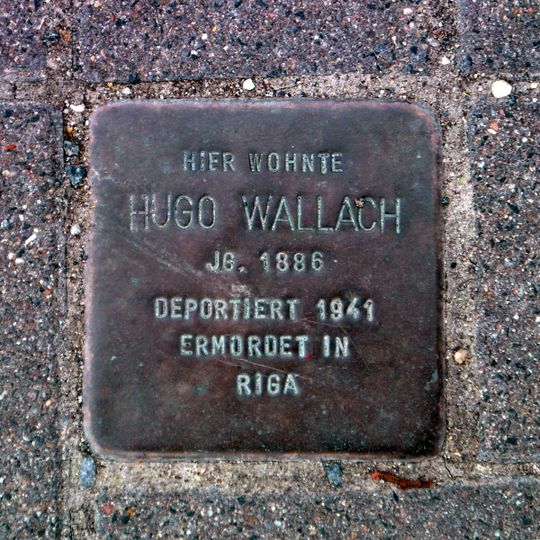 HIER WOHNTE
HUGO WALLACH
JG. 1886
DEPORTIERT 1941
ERMORDET IN
RIGA